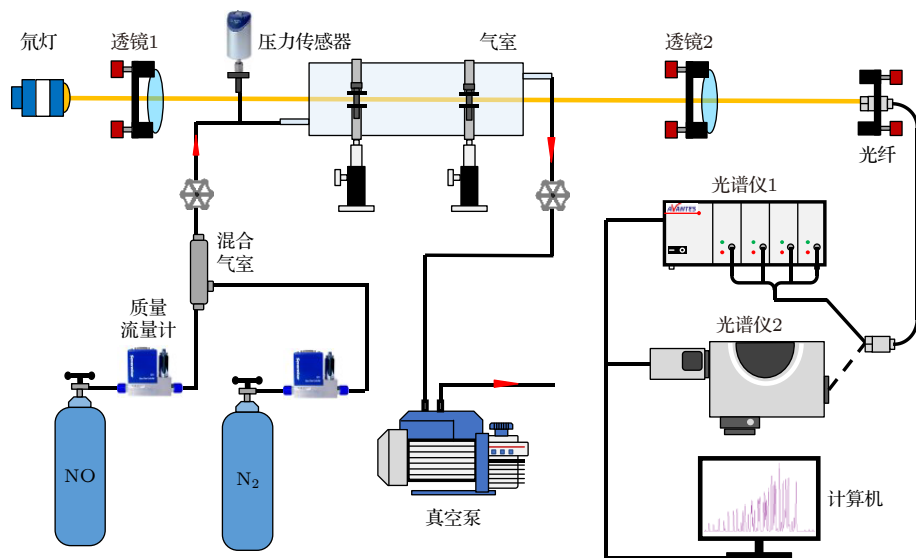 氘灯
透镜1
压力传感器
气室
透镜2
光纤
光谱仪1
AVANTES
混合
气室
质量
流量计
光谱仪2
NO
N₂
真空泵
计算机